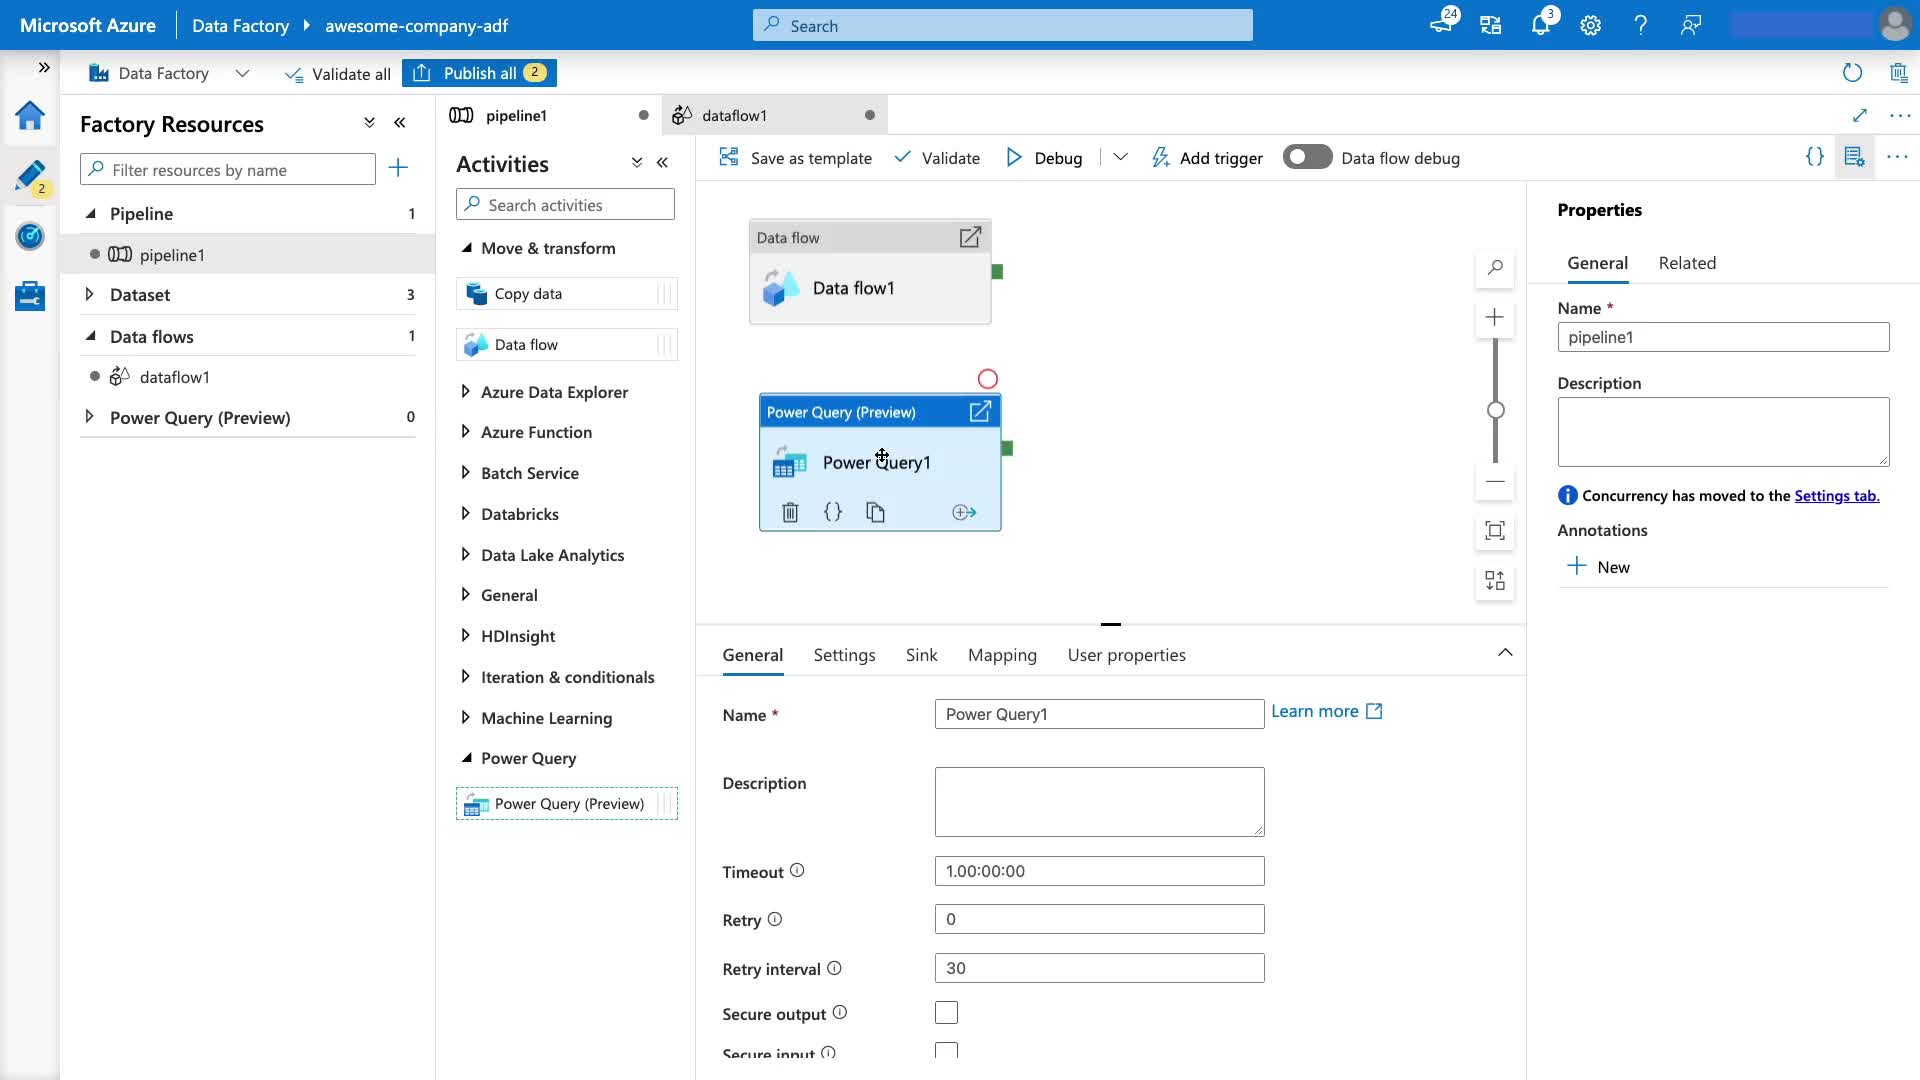 Microsoft Azure
Data Factory
awesome-company-adf
Search
24
3
Data Factory
Validate all
Publish all
2
2
Factory Resources
Filter resources by name
Pipeline
1
pipeline1
Dataset
3
Data flows
1
dataflow1
Power Query (Preview)
0
pipeline1
dataflow1
Activities
Search activities
Move & transform
Copy data
Data flow
Azure Data Explorer
Azure Function
Batch Service
Databricks
Data Lake Analytics
General
HDInsight
Iteration & conditionals
Machine Learning
Power Query
Power Query (Preview)
Save as template
Validate
Debug
Add trigger
Data flow debug
Data flow
Data flow1
Power Query (Preview)
Power Query1
General
Settings
Sink
Mapping
User properties
Name *
Power Query1
Learn more
Description
Timeout
1.00:00:00
Retry
0
Retry interval
30
Secure output
Secure input
Properties
General
Related
Name *
pipeline1
Description
Concurrency has moved to the Settings tab.
Annotations
New